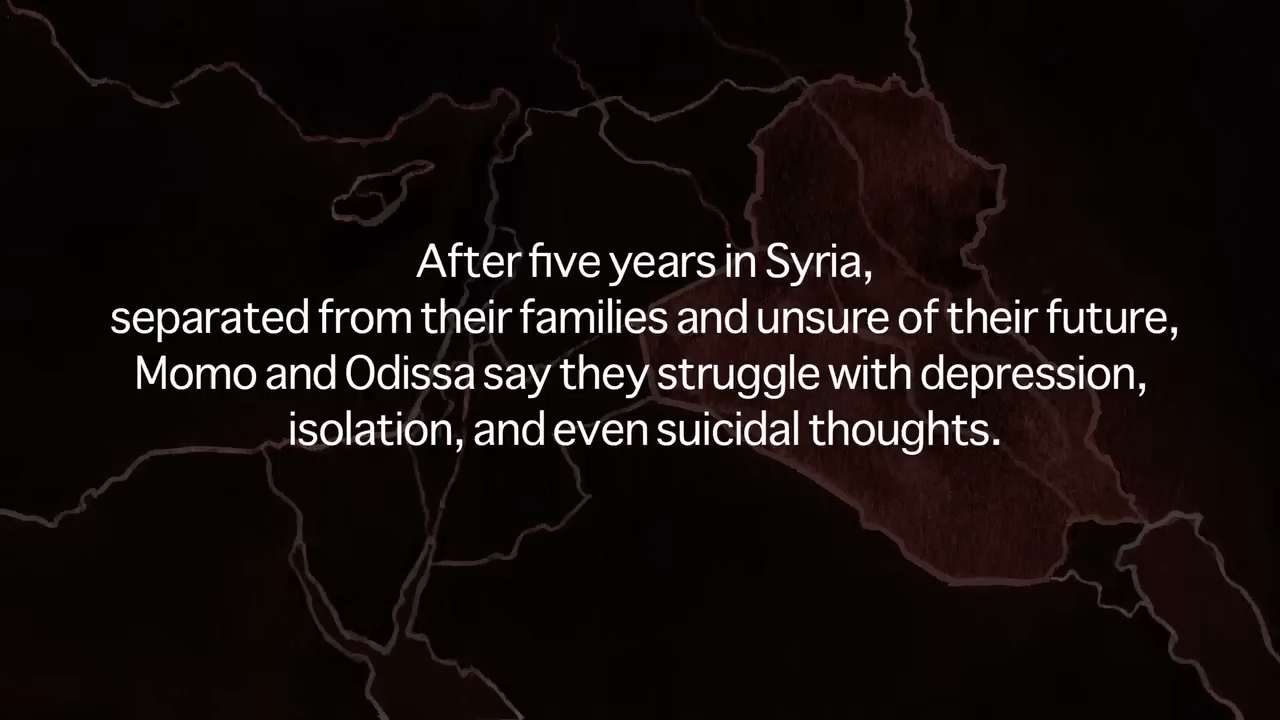 After five years in Syria,
separated from their families and unsure of their future,
Momo and Odissa say they struggle with depression,
isolation, and even suicidal thoughts.